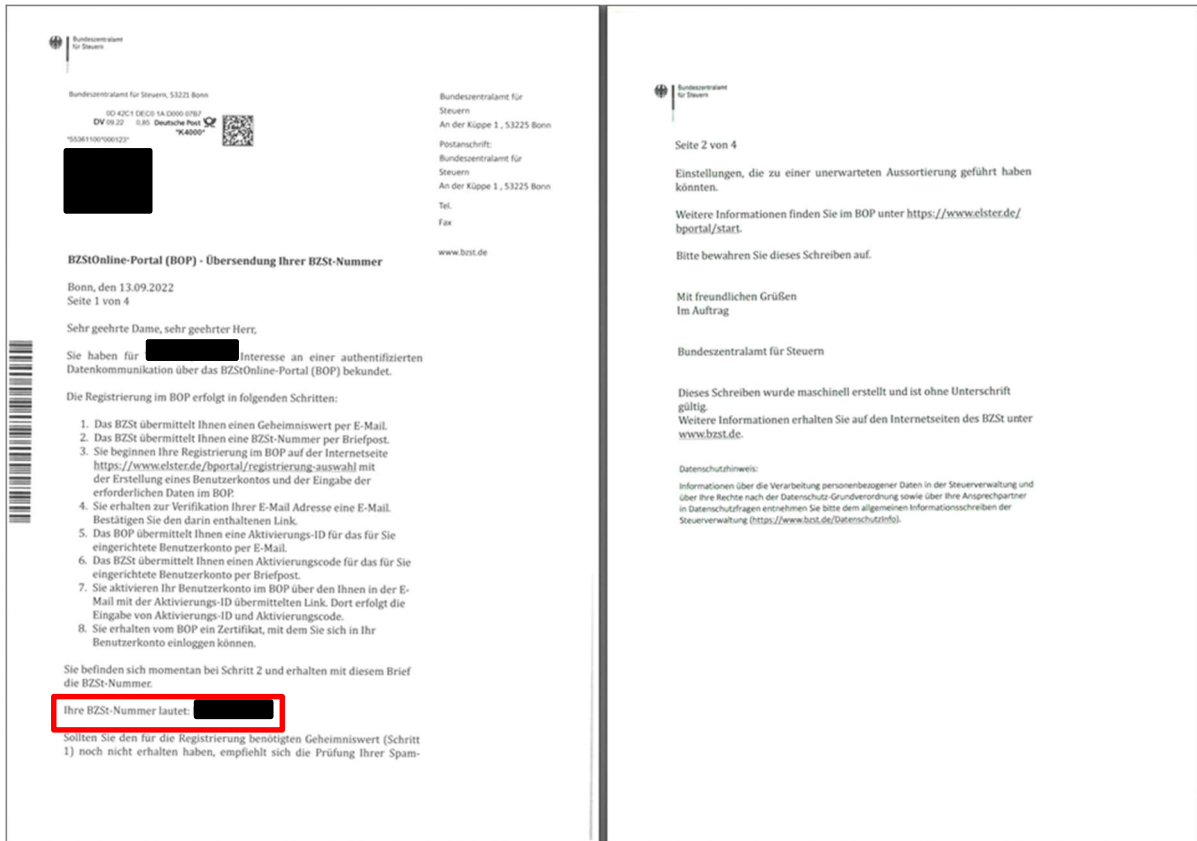 Bundeszentralamt
für Steuern
Bundeszentralamt für Steuern, 53221 Bonn
0D 42C1 DEC0 1A D000 07B7
DV 09.22 0,85 Deutsche Post
*K4000*
*55361100*000123*
Bundeszentralamt für
Steuern
An der Küppe 1 , 53225 Bonn
Postanschrift:
Bundeszentralamt für
Steuern
An der Küppe 1 , 53225 Bonn
Tel.
Fax
www.bzst.de
BZStOnline-Portal (BOP) - Übersendung Ihrer BZSt-Nummer
Bonn, den 13.09.2022
Seite 1 von 4
Sehr geehrte Dame, sehr geehrter Herr,
Sie haben für Interesse an einer authentifizierten
Datenkommunikation über das BZStOnline-Portal (BOP) bekundet.
Die Registrierung im BOP erfolgt in folgenden Schritten:
1. Das BZSt übermittelt Ihnen einen Geheimniswert per E-Mail.
2. Das BZSt übermittelt Ihnen eine BZSt-Nummer per Briefpost.
3. Sie beginnen Ihre Registrierung im BOP auf der Internetseite
https://www.elster.de/bportal/registrierung-auswahl mit
der Erstellung eines Benutzerkontos und der Eingabe der
erforderlichen Daten im BOP.
4. Sie erhalten zur Verifikation Ihrer E-Mail Adresse eine E-Mail.
Bestätigen Sie den darin enthaltenen Link.
5. Das BOP übermittelt Ihnen eine Aktivierungs-ID für das für Sie
eingerichtete Benutzerkonto per E-Mail.
6. Das BZSt übermittelt Ihnen einen Aktivierungscode für das für Sie
eingerichtete Benutzerkonto per Briefpost.
7. Sie aktivieren Ihr Benutzerkonto im BOP über den Ihnen in der E-
Mail mit der Aktivierungs-ID übermittelten Link. Dort erfolgt die
Eingabe von Aktivierungs-ID und Aktivierungscode.
8. Sie erhalten vom BOP ein Zertifikat, mit dem Sie sich in Ihr
Benutzerkonto einloggen können.
Sie befinden sich momentan bei Schritt 2 und erhalten mit diesem Brief
die BZSt-Nummer.
Ihre BZSt-Nummer lautet:
Sollten Sie den für die Registrierung benötigten Geheimniswert (Schritt
1) noch nicht erhalten haben, empfiehlt sich die Prüfung Ihrer Spam-
Bundeszentralamt
für Steuern
Seite 2 von 4
Einstellungen, die zu einer unerwarteten Aussortierung geführt haben
könnten.
Weitere Informationen finden Sie im BOP unter https://www.elster.de/
bportal/start.
Bitte bewahren Sie dieses Schreiben auf.
Mit freundlichen Grüßen
Im Auftrag
Bundeszentralamt für Steuern
Dieses Schreiben wurde maschinell erstellt und ist ohne Unterschrift
gültig.
Weitere Informationen erhalten Sie auf den Internetseiten des BZSt unter
www.bzst.de.
Datenschutzhinweis:
Informationen über die Verarbeitung personenbezogener Daten in der Steuerverwaltung und
über Ihre Rechte nach der Datenschutz-Grundverordnung sowie über Ihre Ansprechpartner
in Datenschutzfragen entnehmen Sie bitte dem allgemeinen Informationsschreiben der
Steuerverwaltung (https://www.bzst.de/DatenschutzInfo).